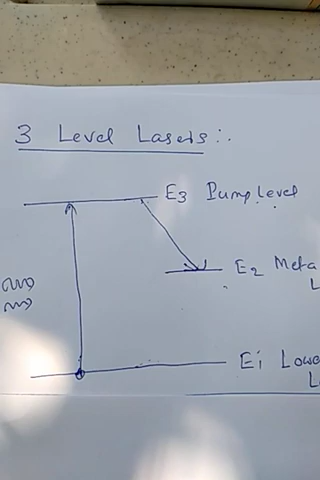 3 Level Lasers:.
E3 Pump Level
E2 Meta
L
E1 Lowe
L